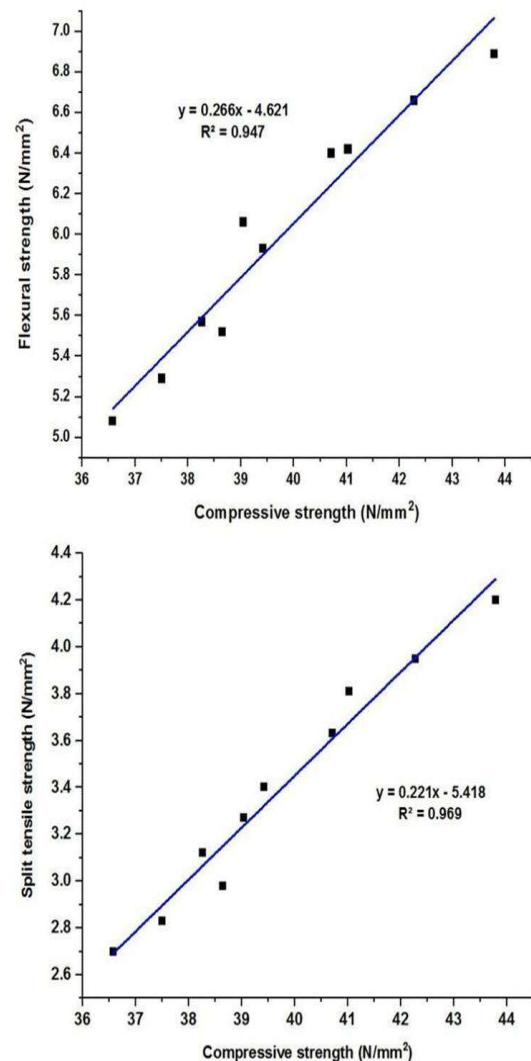 7.0
6.8
6.6
6.4
6.2
6.0
5.8
5.6
5.4
5.2
5.0
Flexural strength (N/mm²)
y = 0.266x - 4.621
R² = 0.947
36 37 38 39 40 41 42 43 44
Compressive strength (N/mm²)
4.4
4.2
4.0
3.8
3.6
3.4
3.2
3.0
2.8
2.6
Split tensile strength (N/mm²)
y = 0.221x - 5.418
R² = 0.969
36 37 38 39 40 41 42 43 44
Compressive strength (N/mm²)